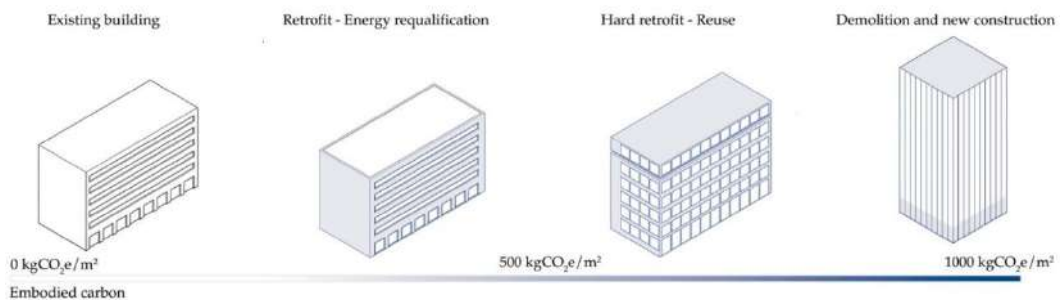 Existing building
Retrofit - Energy requalification
Hard retrofit - Reuse
Demolition and new construction
0 kgCO₂e/m²
500 kgCO₂e/m²
1000 kgCO₂e/m²
Embodied carbon